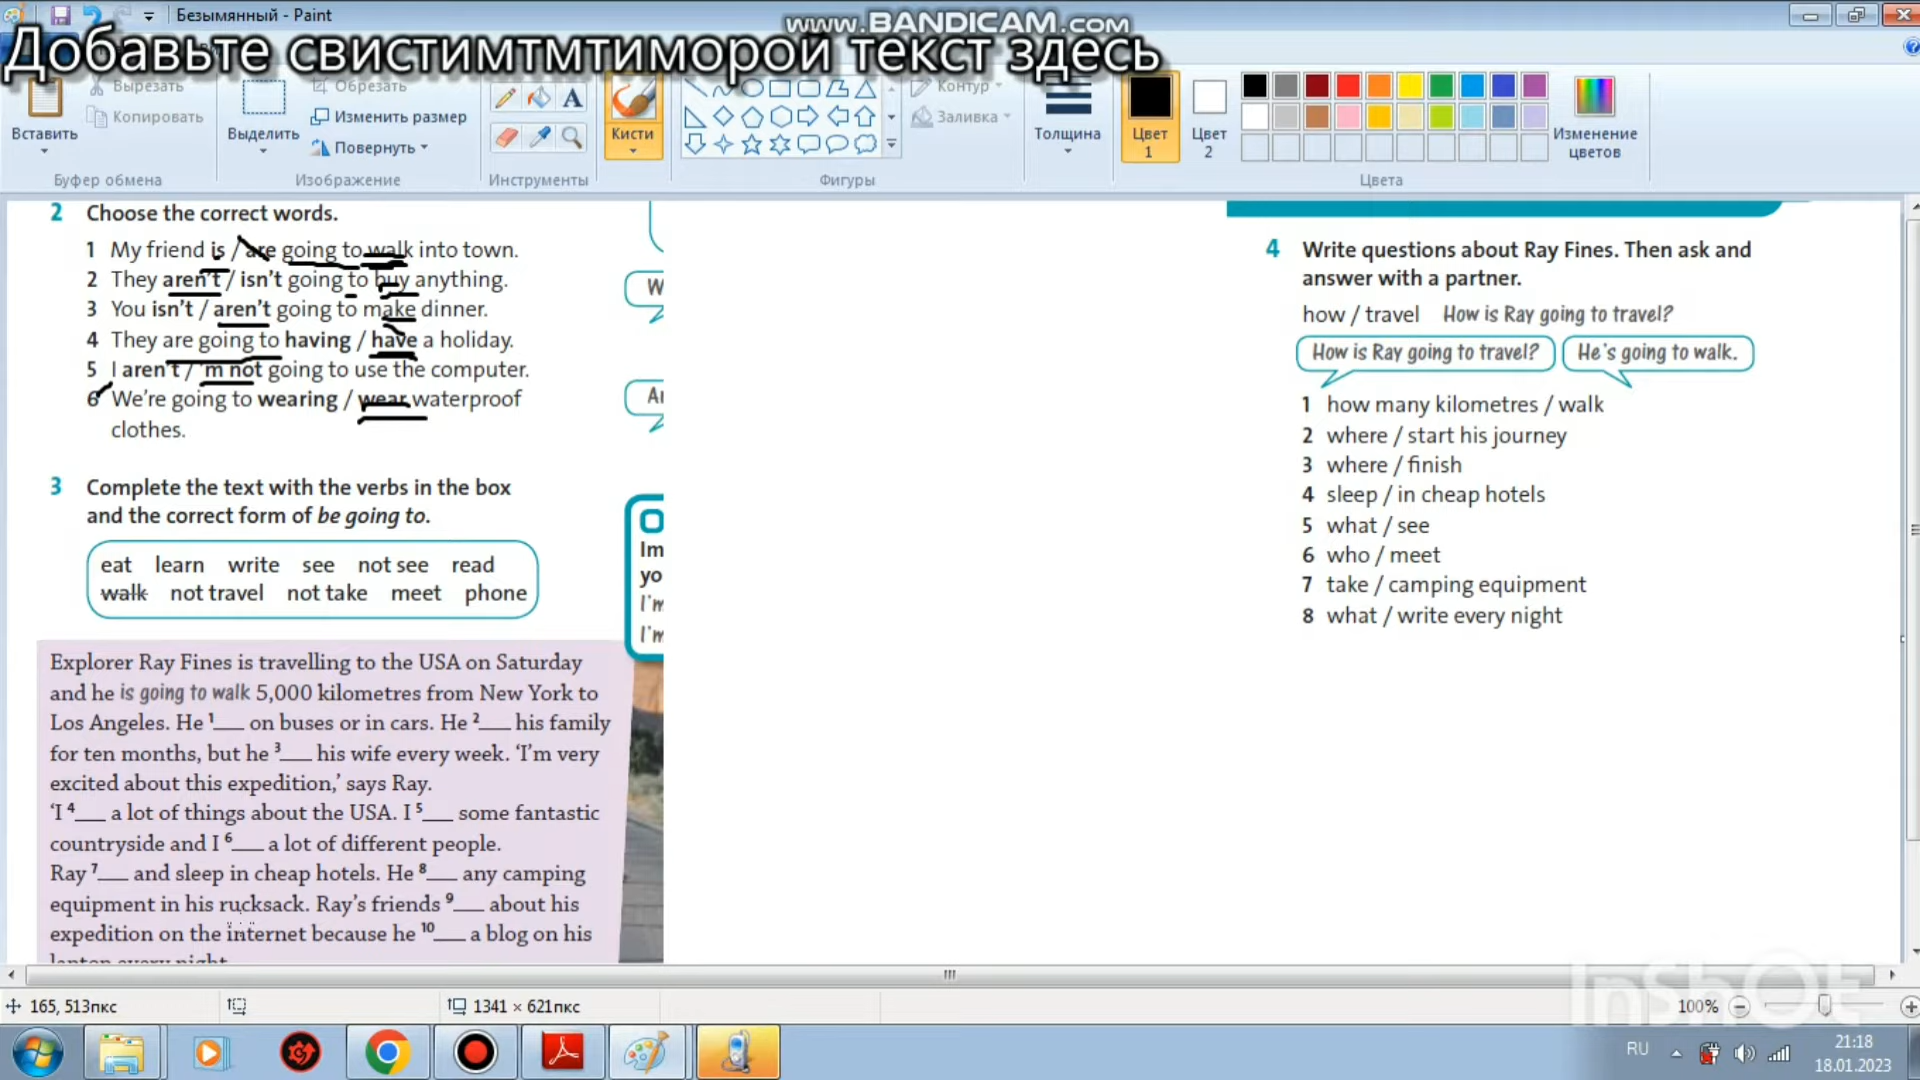 Безымянный - Paint
www.BANDICAM.com
Добавьте свистимтмтиморой текст здесь
Вставить
Вырезать
Копировать
Буфер обмена
Выделить
Обрезать
Изменить размер
Повернуть
Изображение
A
Инструменты
Кисти
Контур
Заливка
Фигуры
Толщина
Цвет 1
Цвет 2
Изменение цветов
Цвета
2 Choose the correct words.
1 My friend is / are going to walk into town.
2 They aren't / isn't going to buy anything.
3 You isn't / aren't going to make dinner.
4 They are going to having / have a holiday.
5 I aren't / 'm not going to use the computer.
6 We're going to wearing / wear waterproof
clothes.
3 Complete the text with the verbs in the box
and the correct form of be going to.
eat learn write see not see read
walk not travel not take meet phone
Explorer Ray Fines is travelling to the USA on Saturday
and he is going to walk 5,000 kilometres from New York to
Los Angeles. He 1___ on buses or in cars. He 2___ his family
for ten months, but he 3___ his wife every week. 'I'm very
excited about this expedition,' says Ray.
'I 4___ a lot of things about the USA. I 5___ some fantastic
countryside and I 6___ a lot of different people.
Ray 7___ and sleep in cheap hotels. He 8___ any camping
equipment in his rucksack. Ray's friends 9___ about his
expedition on the internet because he 10___ a blog on his
laptop every night.
W
Ar
O
Im
yo
I'm
I'm
4 Write questions about Ray Fines. Then ask and
answer with a partner.
how / travel How is Ray going to travel?
How is Ray going to travel? He's going to walk.
1 how many kilometres / walk
2 where / start his journey
3 where / finish
4 sleep / in cheap hotels
5 what / see
6 who / meet
7 take / camping equipment
8 what / write every night
InShOt
165, 513пкс
1341 × 621пкс
100%
RU
21:18
18.01.2023